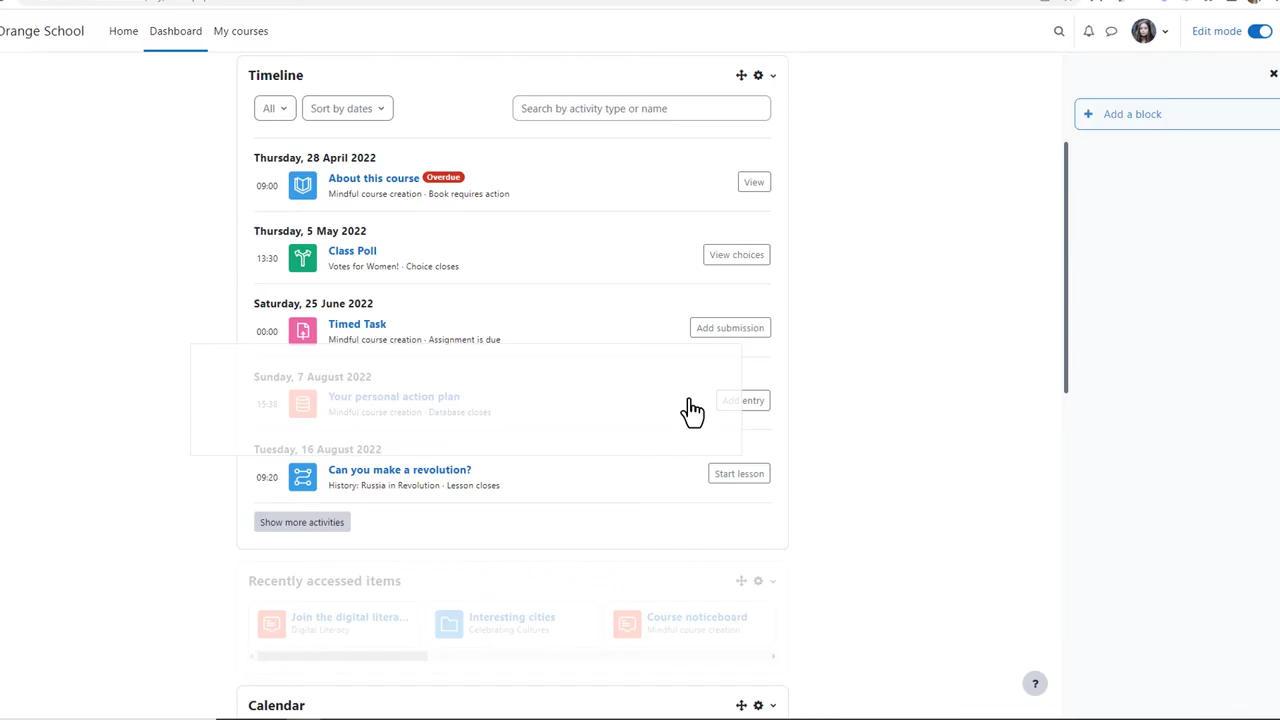 Orange School
Home
Dashboard
My courses
Edit mode
Timeline
All
Sort by dates
Search by activity type or name
Add a block
Thursday, 28 April 2022
09:00
About this course
Overdue
Mindful course creation · Book requires action
View
Thursday, 5 May 2022
13:30
Class Poll
Votes for Women! · Choice closes
View choices
Saturday, 25 June 2022
00:00
Timed Task
Mindful course creation · Assignment is due
Add submission
Sunday, 7 August 2022
15:38
Your personal action plan
Mindful course creation · Database closes
Add entry
Tuesday, 16 August 2022
09:20
Can you make a revolution?
History: Russia in Revolution · Lesson closes
Start lesson
Show more activities
Recently accessed items
Join the digital litera...
Digital Literacy
Interesting cities
Celebrating Cultures
Course noticeboard
Mindful course creation
?
Calendar